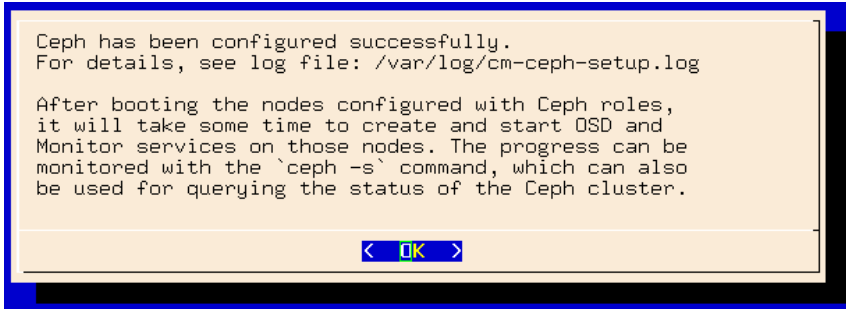 Ceph has been configured successfully.
For details, see log file: /var/log/cm-ceph-setup.log
After booting the nodes configured with Ceph roles,
it will take some time to create and start OSD and
Monitor services on those nodes. The progress can be
monitored with the `ceph -s` command, which can also
be used for querying the status of the Ceph cluster.
< OK >